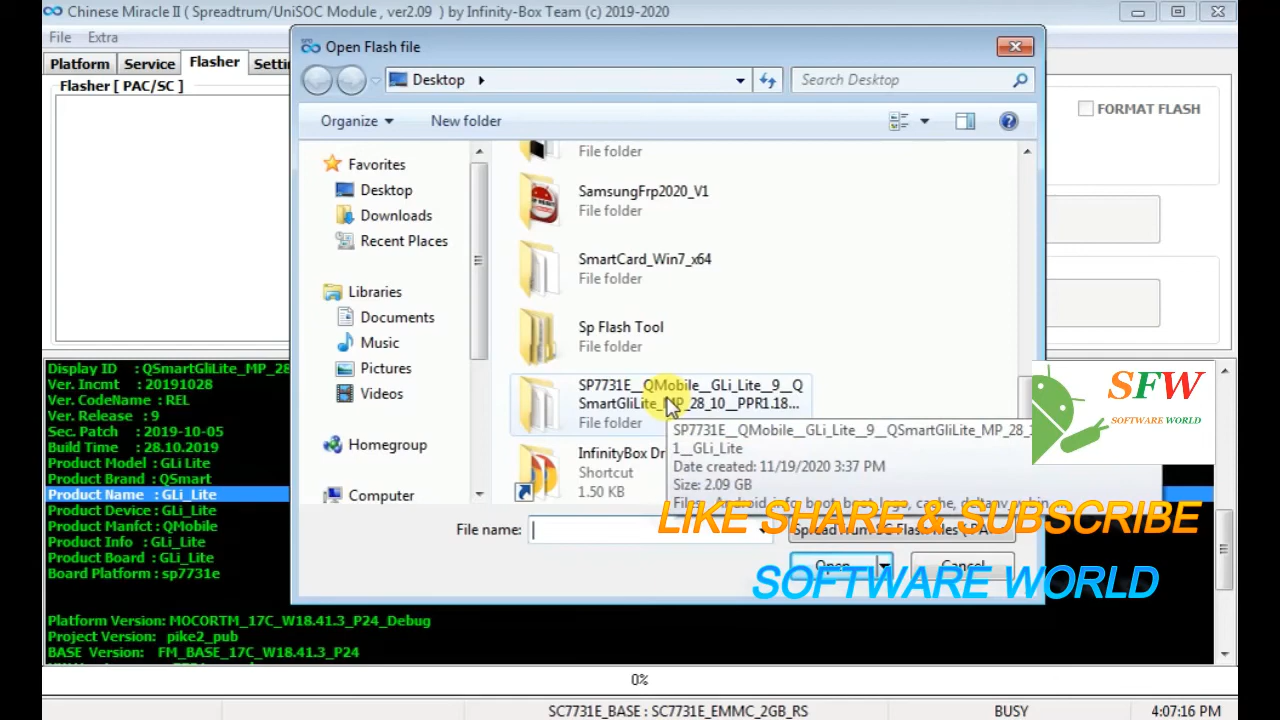 Chinese Miracle II ( Spreadtrum/UniSOC Module , ver2.09 ) by Infinity-Box Team (c) 2019-2020
File Extra
Platform Service Flasher
Flasher [ PAC/SC ]
FORMAT FLASH
Open Flash file
Desktop
Search Desktop
Organize New folder
Favorites
Desktop
Downloads
Recent Places
Libraries
Documents
Music
Pictures
Videos
Homegroup
Computer
File folder
SamsungFrp2020_V1
File folder
SmartCard_Win7_x64
File folder
Sp Flash Tool
File folder
SP7731E__QMobile__GLi_Lite__9__Q
SmartGliLite_MP_28_10__PPR1.18...
File folder
InfinityBox Dr
Shortcut
1.50 KB
SP7731E__QMobile__GLi_Lite__9__QSmartGliLite_MP_28_
1__GLi_Lite
Date created: 11/19/2020 3:37 PM
Size: 2.09 GB
File name:
Open Cancel
SFW
SOFTWARE WORLD
LIKE SHARE & SUBSCRIBE
SOFTWARE WORLD
Display ID : QSmartGliLite_MP_28
Ver. Incmt : 20191028
Ver. CodeName : REL
Ver. Release : 9
Sec. Patch : 2019-10-05
Build Time : 28.10.2019
Product Model : GLi Lite
Product Brand : QSmart
Product Name : GLi_Lite
Product Device : GLi_Lite
Product Manfct : QMobile
Product Info : GLi_Lite
Product Board : GLi_Lite
Board Platform : sp7731e
Platform Version: MOCORTM_17C_W18.41.3_P24_Debug
Project Version: pike2_pub
BASE Version: FM_BASE_17C_W18.41.3_P24
0%
SC7731E_BASE : SC7731E_EMMC_2GB_RS BUSY 4:07:16 PM